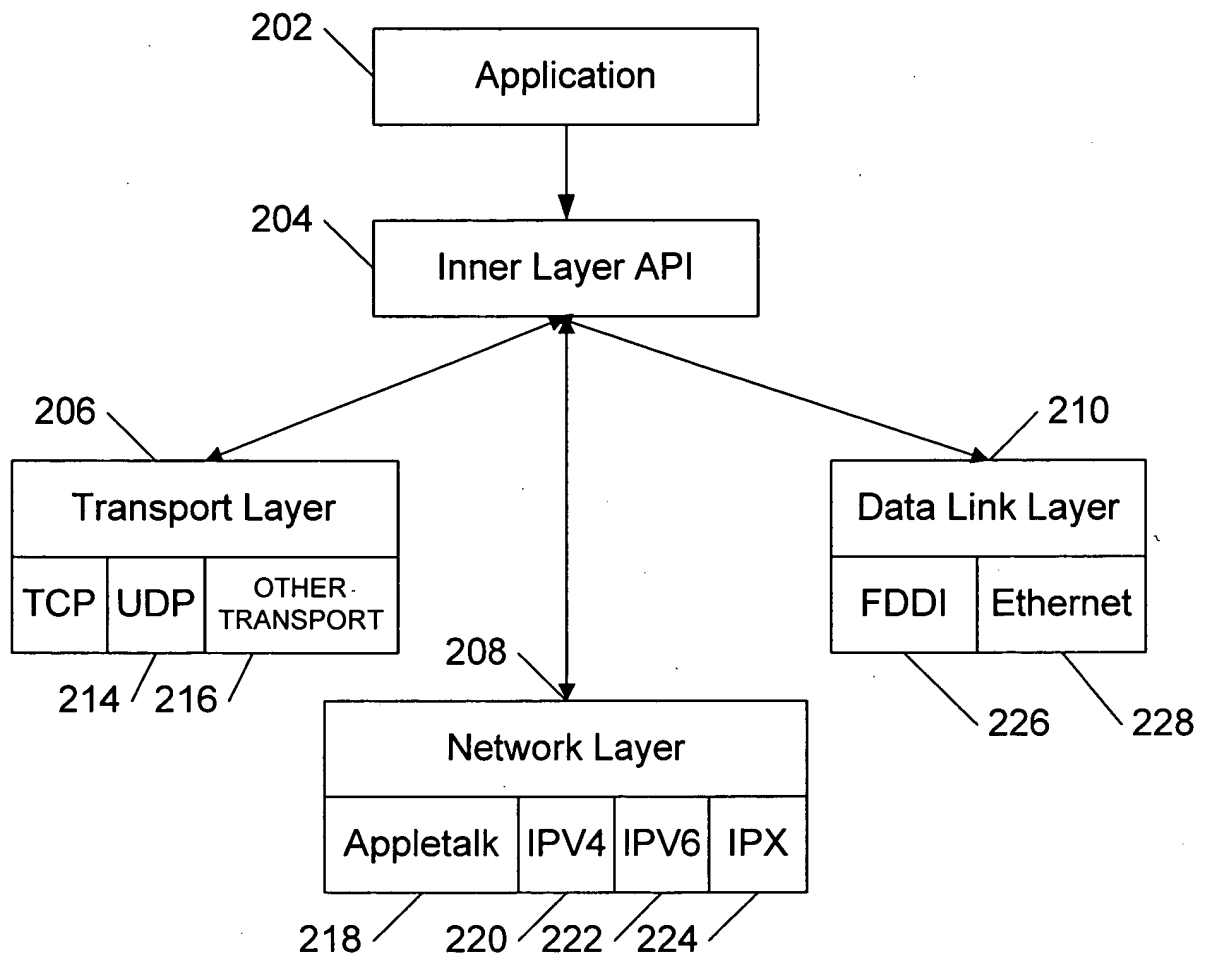 202
Application
204
Inner Layer API
206
210
Transport Layer
Data Link Layer
TCP UDP OTHER TRANSPORT
FDDI Ethernet
214 216
208
226 228
Network Layer
Appletalk IPV4 IPV6 IPX
218 220 222 224